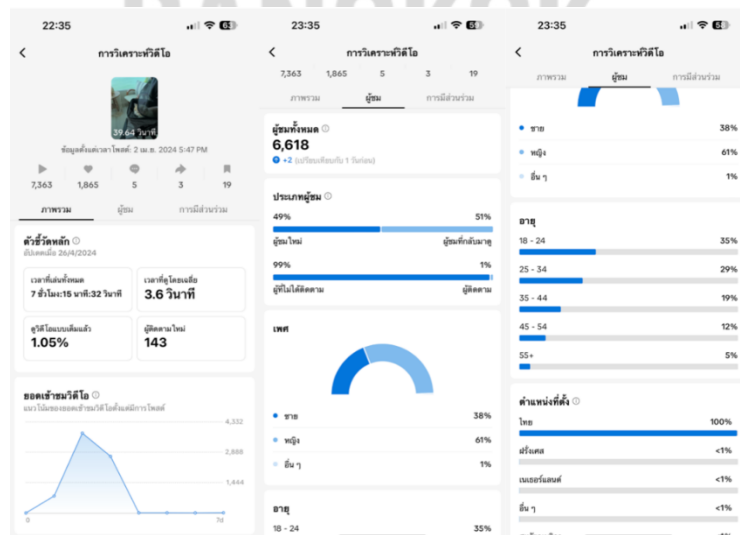 22:35
การวิเคราะห์วิดีโอ
39.64 วินาที
ข้อมูลตั้งแต่เวลาโพสต์: 2 เม.ย. 2024 5:47 PM
7,363 1,865 5 3 19
ภาพรวม ผู้ชม การมีส่วนร่วม
ตัวชี้วัดหลัก
อัปเดตเมื่อ 26/4/2024
เวลาที่เล่นทั้งหมด
7 ชั่วโมง:15 นาที:32 วินาที
เวลาที่ดูโดยเฉลี่ย
3.6 วินาที
ดูวิดีโอแบบเต็มแล้ว
1.05%
ผู้ติดตามใหม่
143
ยอดเข้าชมวิดีโอ
แนวโน้มของยอดเข้าชมวิดีโอตั้งแต่มีการโพสต์
4,332
2,888
1,444
0 7d
23:35
การวิเคราะห์วิดีโอ
7,363 1,865 5 3 19
ภาพรวม ผู้ชม การมีส่วนร่วม
ผู้ชมทั้งหมด
6,618
+2 (เปรียบเทียบกับ 1 วันก่อน)
ประเภทผู้ชม
49% 51%
ผู้ชมใหม่ ผู้ชมที่กลับมาดู
99% 1%
ผู้ที่ไม่ได้ติดตาม ผู้ติดตาม
เพศ
ชาย 38%
หญิง 61%
อื่น ๆ 1%
อายุ
18 - 24 35%
23:35
การวิเคราะห์วิดีโอ
ภาพรวม ผู้ชม การมีส่วนร่วม
ชาย 38%
หญิง 61%
อื่น ๆ 1%
อายุ
18 - 24 35%
25 - 34 29%
35 - 44 19%
45 - 54 12%
55+ 5%
ตำแหน่งที่ตั้ง
ไทย 100%
ฝรั่งเศส <1%
เนเธอร์แลนด์ <1%
อื่น ๆ <1%